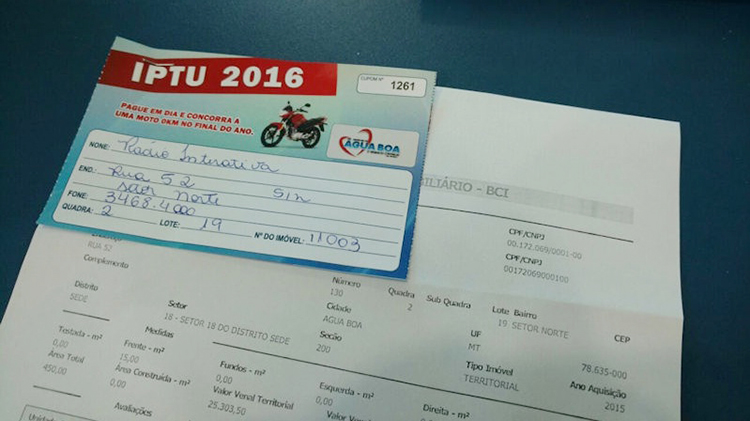 IPTU 2016
CUPOM Nº 1261
PAGUE EM DIA E CONCORRA A
UMA MOTO 0KM NO FINAL DO ANO.
ÁGUA BOA
NONE: Radio Interativa
END.: Rua 52 S/n
Setor Norte
FONE: 3468.4000
QUADRA: 2 LOTE: 19 Nº DO IMÓVEL: 11003
BILIÁRIO - BCI
CPF/CNPJ
00.172.069/0001-00
CPF/CNPJ
00172069000100
RUA 52
Complemento
Número Quadra Sub Quadra Lote Bairro
130 2 19 SETOR NORTE
Distrito Setor Cidade UF CEP
SEDE 18 - SETOR 18 DO DISTRITO SEDE AGUA BOA MT 78.635-000
Testada - m² Medidas Seção Tipo Imóvel Ano Aquisição
0,00 Frente - m² 200 TERRITORIAL 2015
15,00
Área Total Área Construida - m² Fundos - m² Esquerda - m² Direita - m²
450,00 0,00 0,00 0,00
Avaliações Valor Venal Territorial
25.303,50
Valor Venal
Unidade